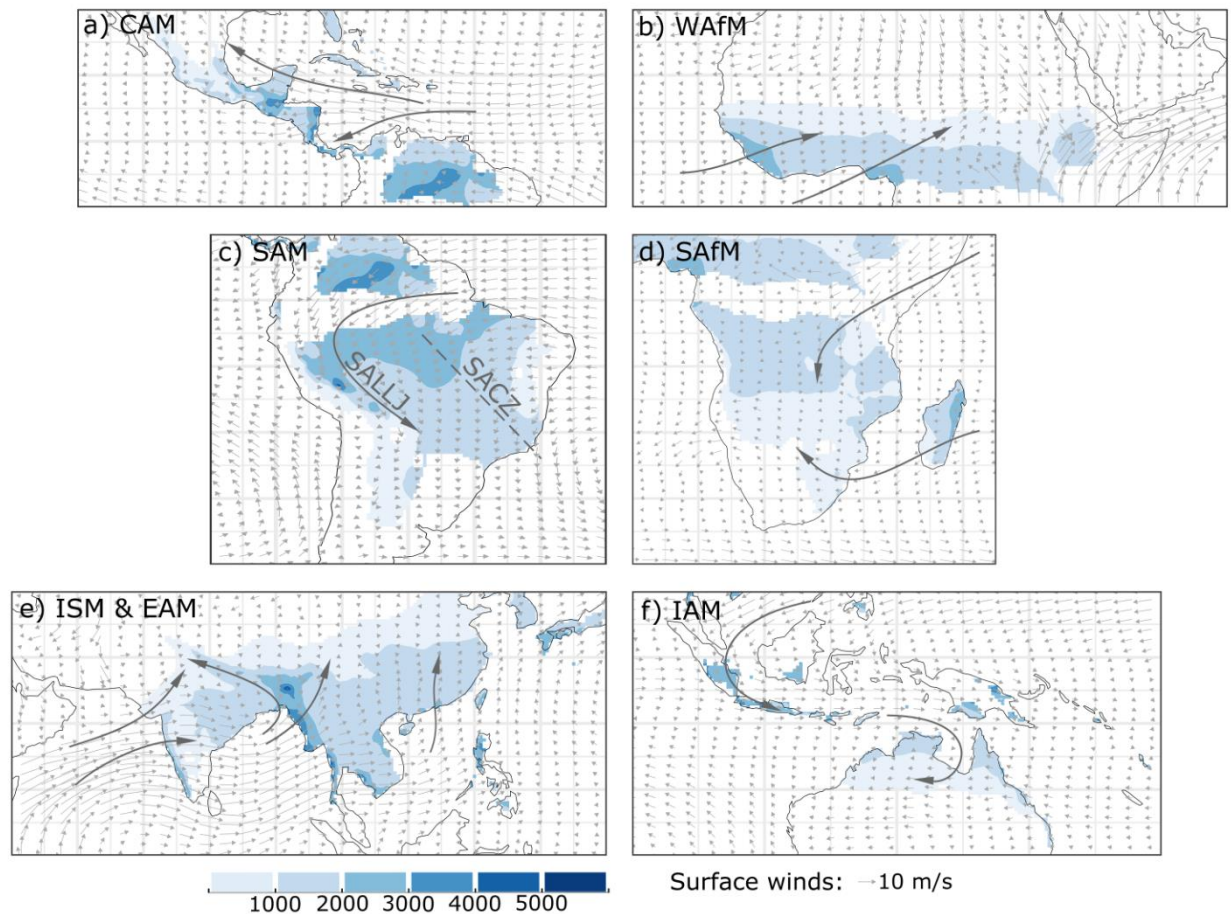 a) CAM
b) WAfM
c) SAM
SALLJ
SACZ
d) SAfM
e) ISM & EAM
f) IAM
1000 2000 3000 4000 5000
Surface winds: 10 m/s